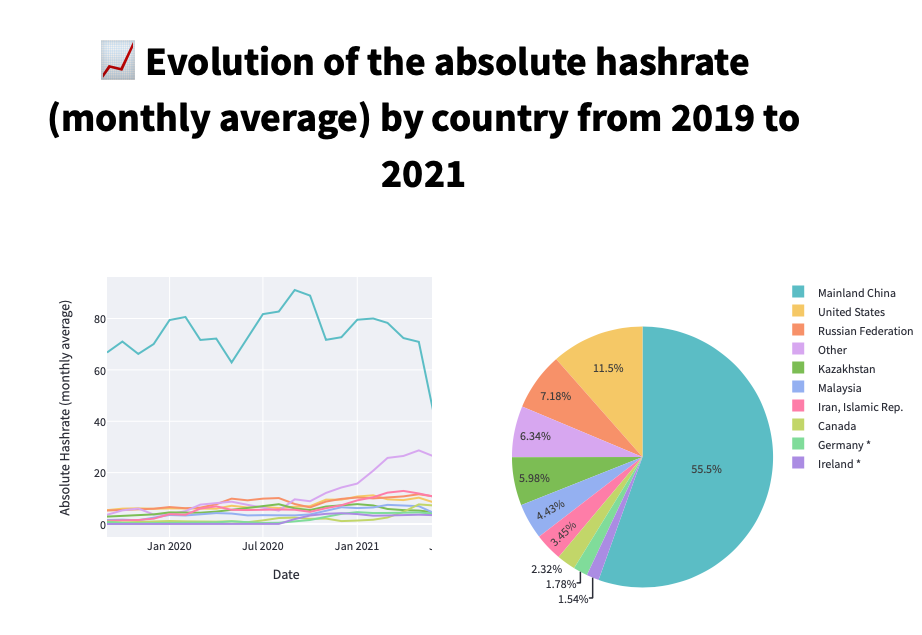 📈 Evolution of the absolute hashrate
(monthly average) by country from 2019 to
2021
Absolute Hashrate (monthly average)
80
60
40
20
0
Jan 2020
Jul 2020
Jan 2021
Date
11.5%
7.18%
6.34%
5.98%
4.43%
3.45%
2.32%
1.78%
1.54%
55.5%
Mainland China
United States
Russian Federation
Other
Kazakhstan
Malaysia
Iran, Islamic Rep.
Canada
Germany *
Ireland *